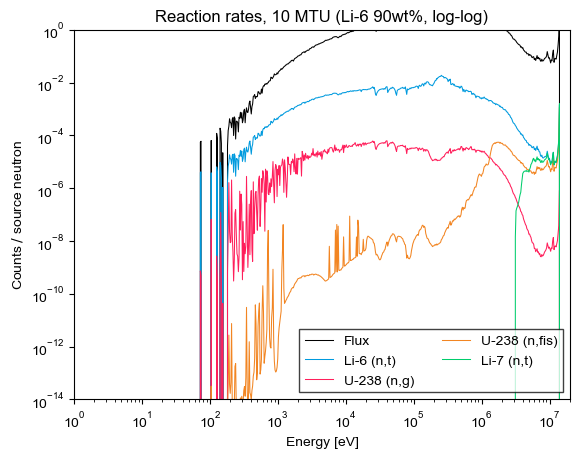 Reaction rates, 10 MTU (Li-6 90wt%, log-log)
Counts / source neutron
10^0
10^-2
10^-4
10^-6
10^-8
10^-10
10^-12
10^-14
Flux
Li-6 (n,t)
U-238 (n,g)
U-238 (n,fis)
Li-7 (n,t)
10^0 10^1 10^2 10^3 10^4 10^5 10^6 10^7
Energy [eV]